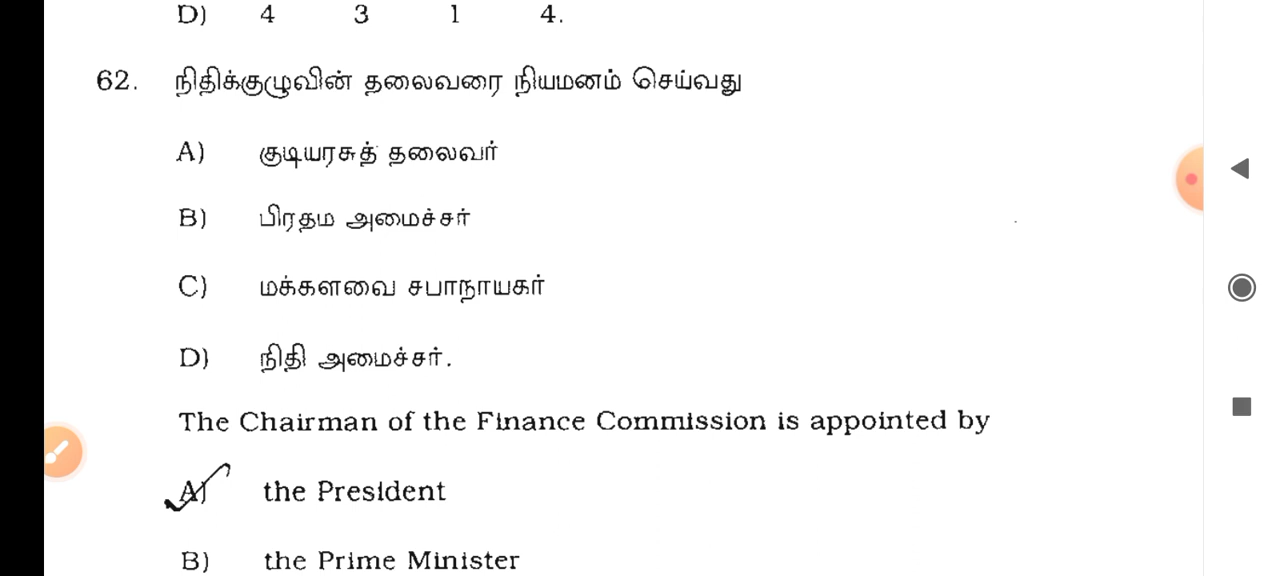 D) 4 3 1 4.
62. நிதிக்குழுவின் தலைவரை நியமனம் செய்வது
A) குடியரசுத் தலைவர்
B) பிரதம அமைச்சர்
C) மக்களவை சபாநாயகர்
D) நிதி அமைச்சர்.
The Chairman of the Finance Commission is appointed by
A) the President
B) the Prime Minister